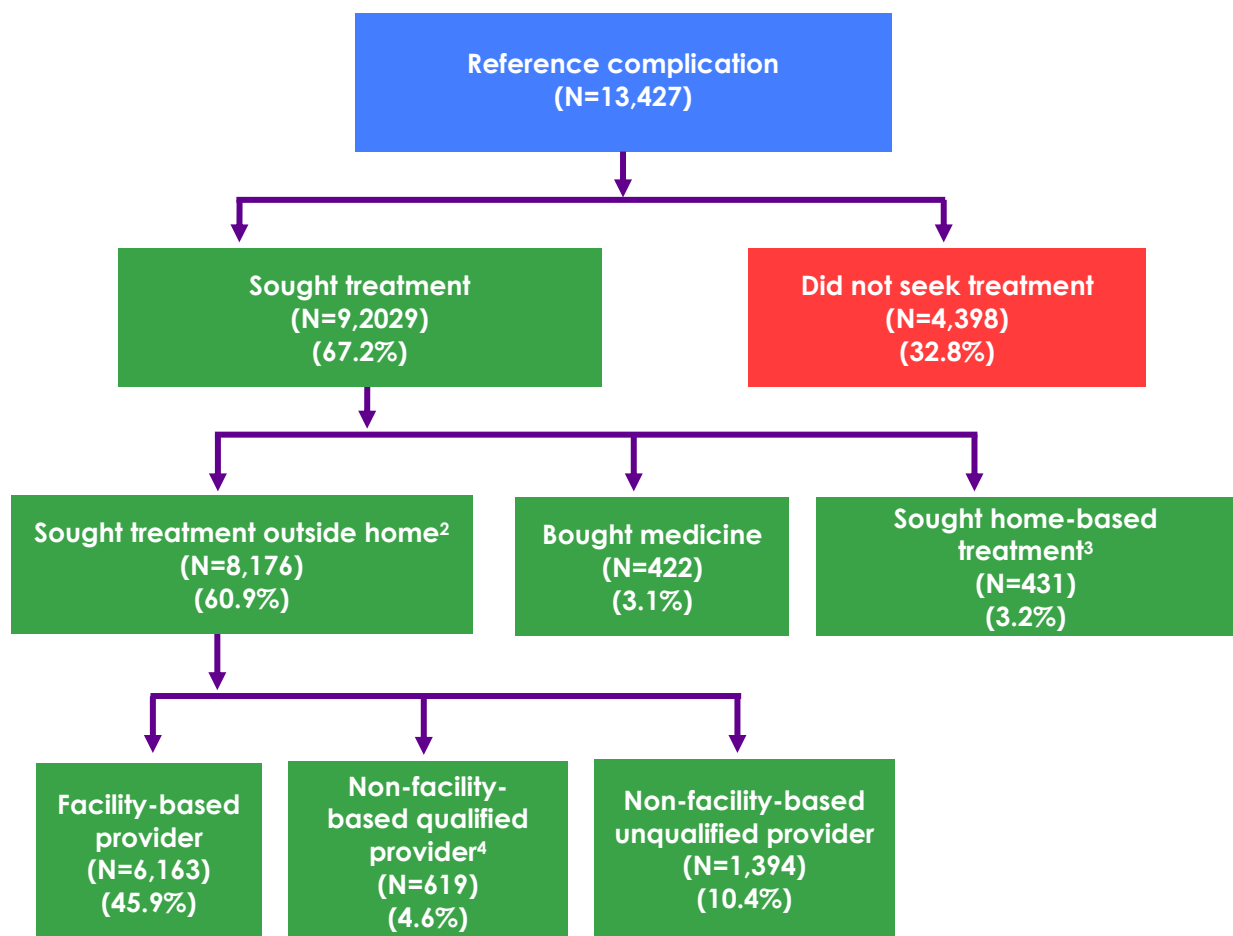 Reference complication
(N=13,427)
Sought treatment
(N=9,2029)
(67.2%)
Did not seek treatment
(N=4,398)
(32.8%)
Sought treatment outside home²
(N=8,176)
(60.9%)
Bought medicine
(N=422)
(3.1%)
Sought home-based
treatment³
(N=431)
(3.2%)
Facility-based
provider
(N=6,163)
(45.9%)
Non-facility-
based qualified
provider⁴
(N=619)
(4.6%)
Non-facility-based
unqualified provider
(N=1,394)
(10.4%)